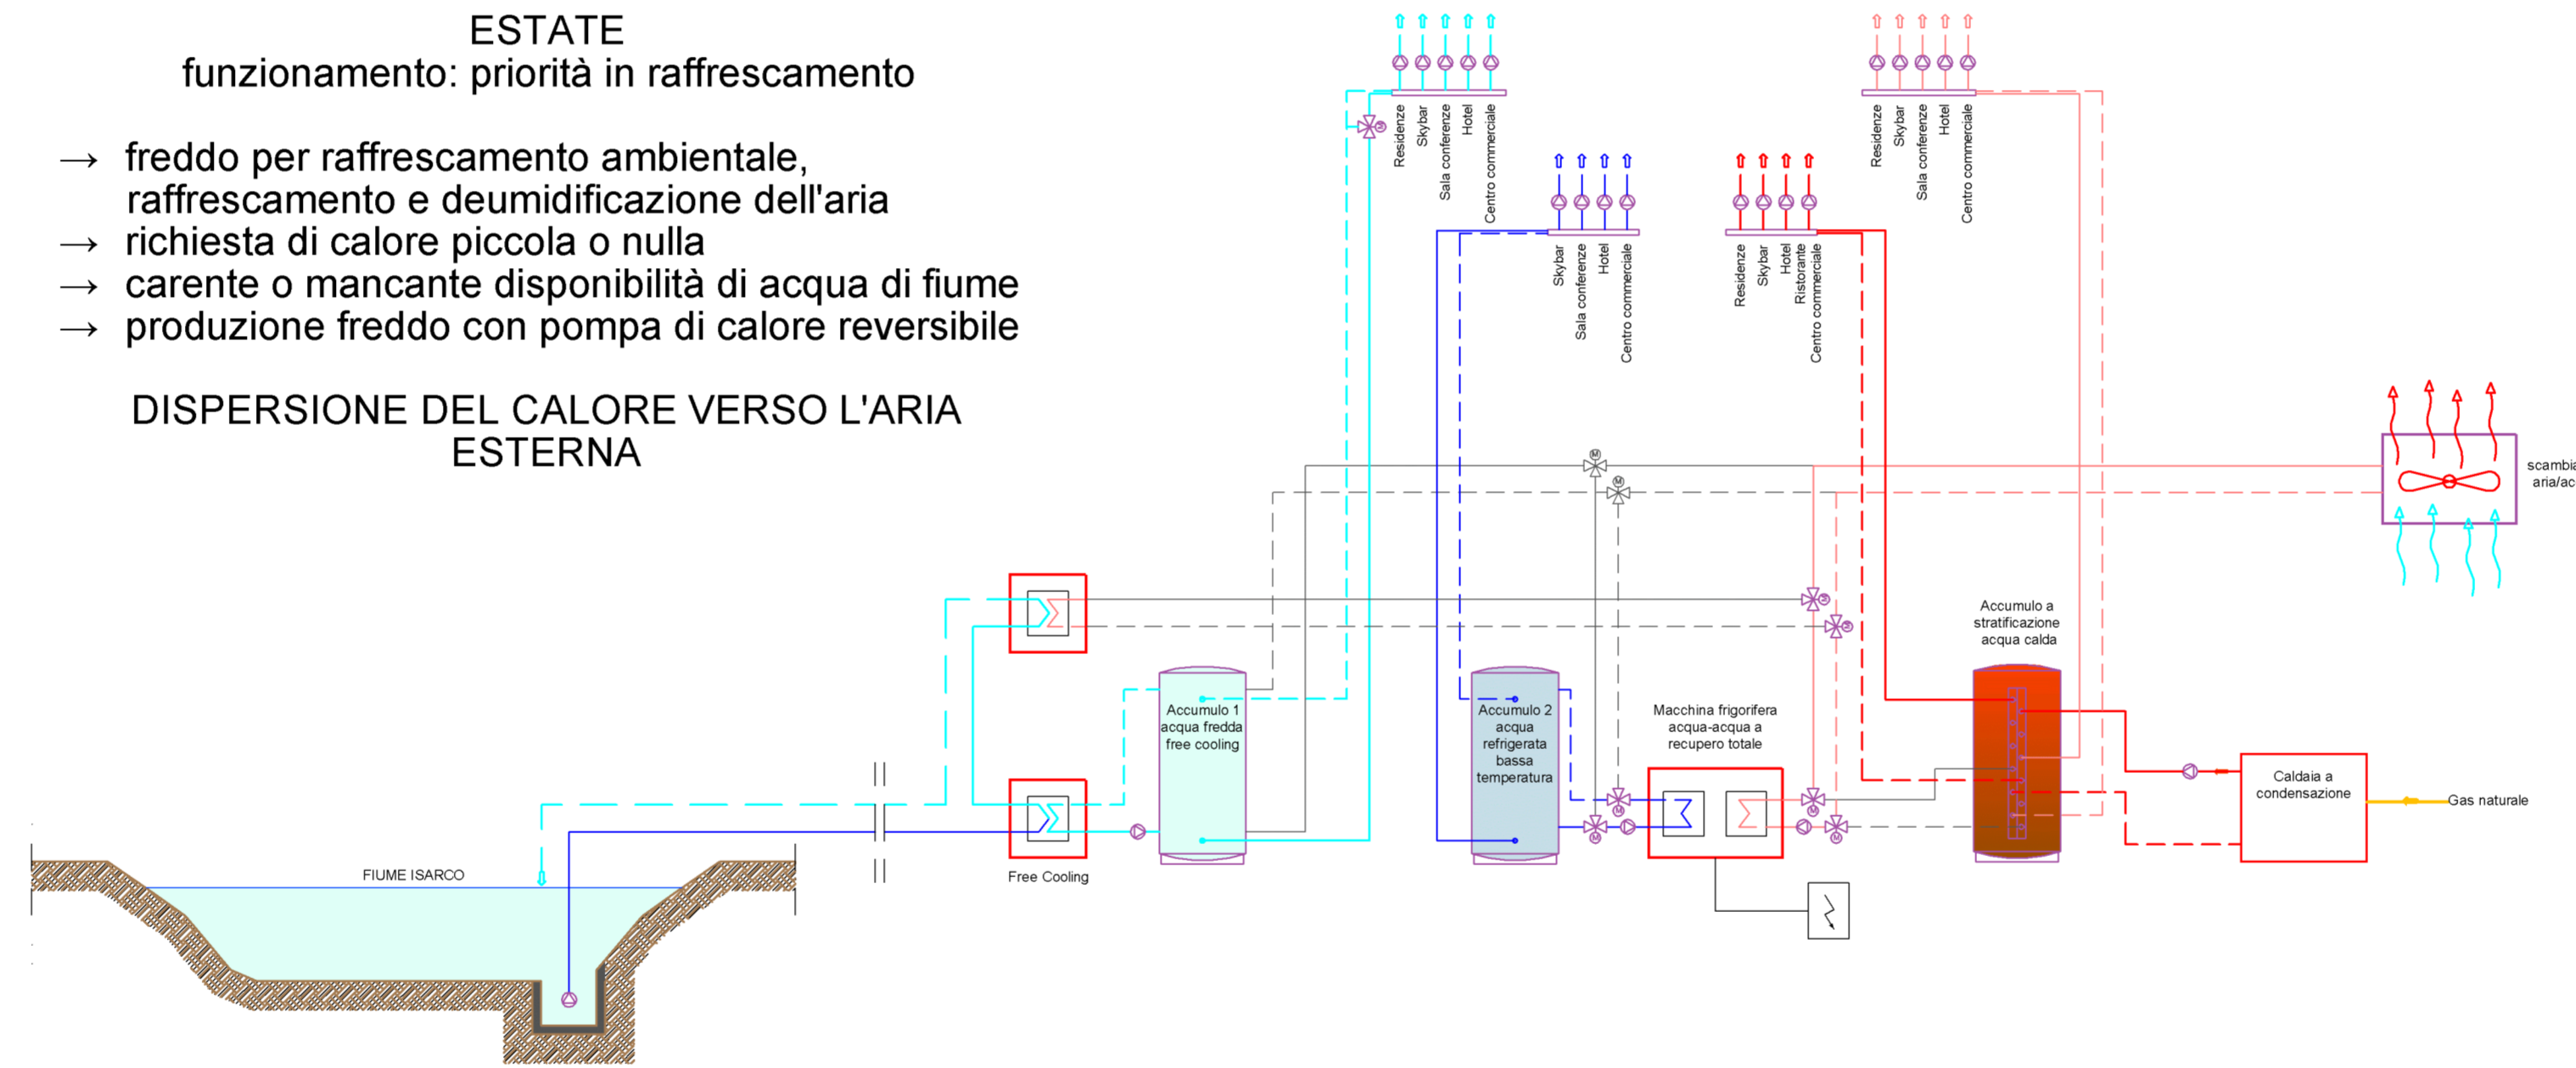 ESTATE
funzionamento: priorità in raffrescamento
→ freddo per raffrescamento ambientale,
raffrescamento e deumidificazione dell'aria
→ richiesta di calore piccola o nulla
→ carente o mancante disponibilità di acqua di fiume
→ produzione freddo con pompa di calore reversibile
DISPERSIONE DEL CALORE VERSO L'ARIA
ESTERNA
Residenze
Skybar
Sala conferenze
Hotel
Centro commerciale
Skybar
Sala conferenze
Hotel
Centro commerciale
Residenze
Skybar
Hotel
Ristorante
Centro commerciale
Residenze
Skybar
Sala conferenze
Hotel
Centro commerciale
M
M
M
M
M
M
M
M
M
scambia
aria/ac
Accumulo 1
acqua fredda
free cooling
Accumulo 2
acqua
refrigerata
bassa
temperatura
Macchina frigorifera
acqua-acqua a
recupero totale
Accumulo a
stratificazione
acqua calda
Caldaia a
condensazione
Gas naturale
Free Cooling
FIUME ISARCO